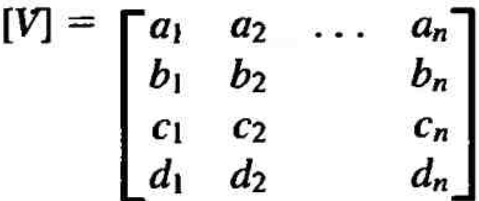 [V] = a1 a2 ... an
b1 b2 bn
c1 c2 cn
d1 d2 dn